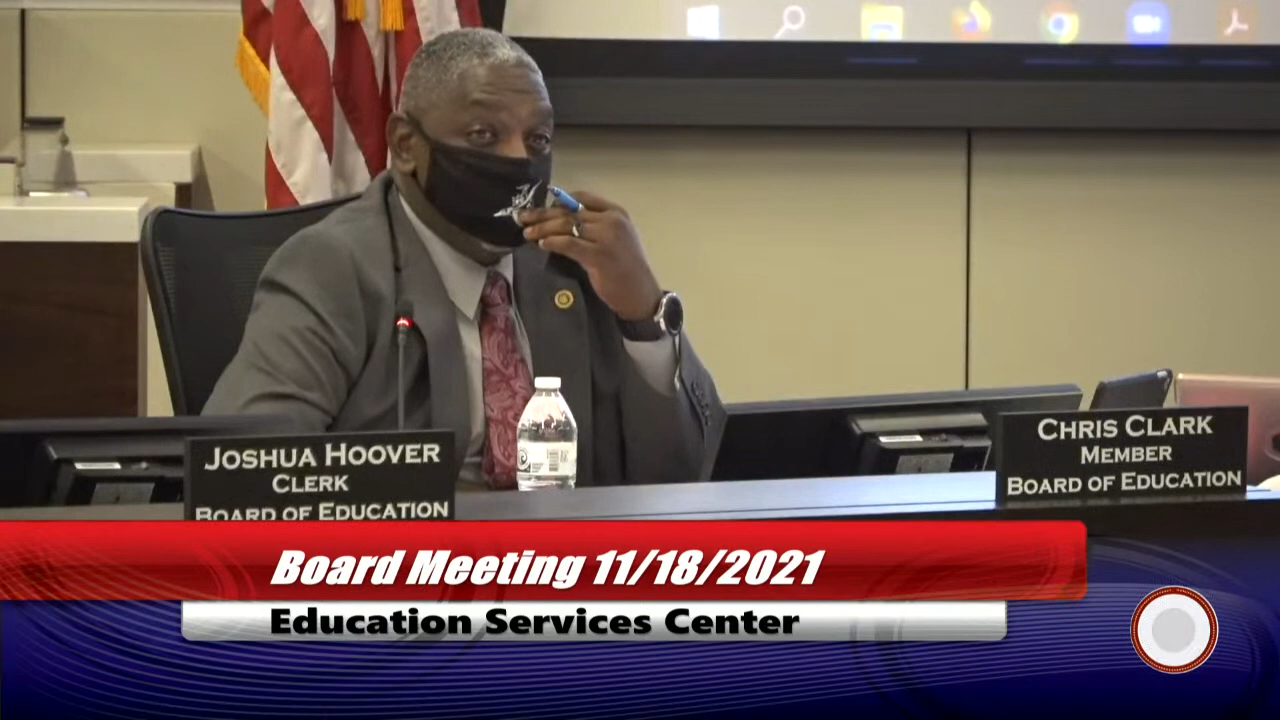 JOSHUA HOOVER
CLERK
BOARD OF EDUCATION
CHRIS CLARK
MEMBER
BOARD OF EDUCATION
Board Meeting 11/18/2021
Education Services Center